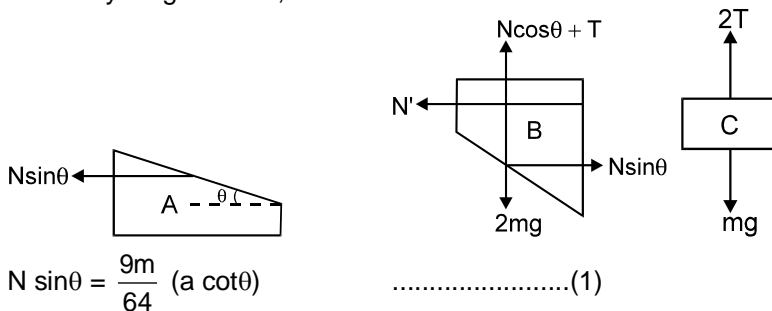 Ncosθ + T
2T
N'
B
C
Nsinθ
A
θ
Nsinθ
2mg
mg
N sinθ = 9m/64 (a cotθ) ........................(1)